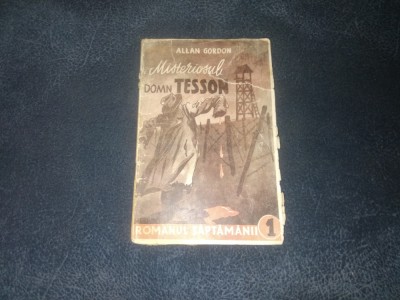 ALLAN GORDON
Misteriosul
DOMN TESSON
ROMANUL SĂPTĂMÂNII 1